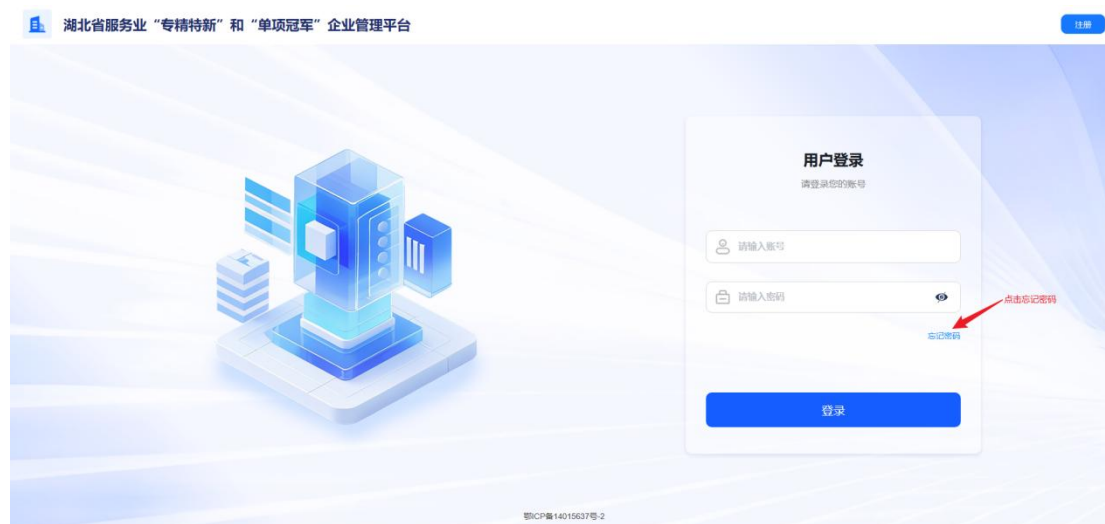 湖北省服务业“专精特新”和“单项冠军”企业管理平台
注册
用户登录
请登录您的账号
请输入账号
请输入密码
点击忘记密码
忘记密码
登录
鄂ICP备14015637号-2